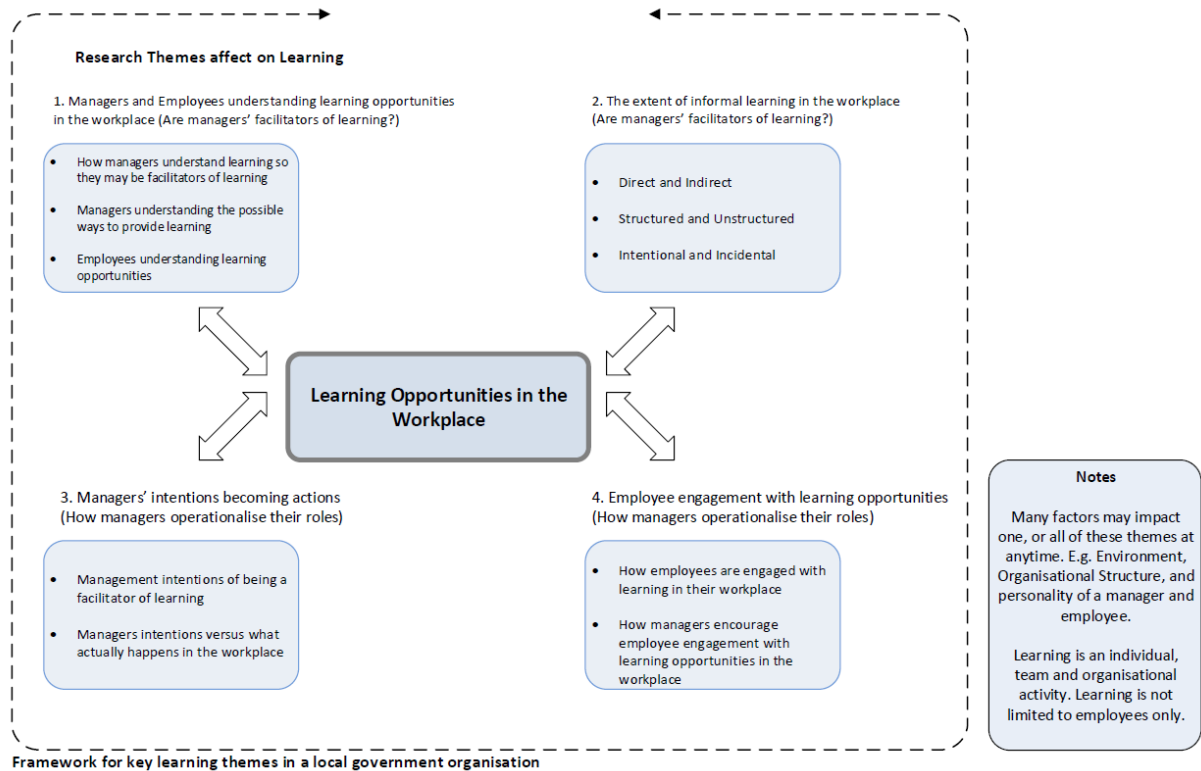 Research Themes affect on Learning
1. Managers and Employees understanding learning opportunities
in the workplace (Are managers' facilitators of learning?)
• How managers understand learning so
they may be facilitators of learning
• Managers understanding the possible
ways to provide learning
• Employees understanding learning
opportunities
2. The extent of informal learning in the workplace
(Are managers' facilitators of learning?)
• Direct and Indirect
• Structured and Unstructured
• Intentional and Incidental
Learning Opportunities in the
Workplace
3. Managers' intentions becoming actions
(How managers operationalise their roles)
• Management intentions of being a
facilitator of learning
• Managers intentions versus what
actually happens in the workplace
4. Employee engagement with learning opportunities
(How managers operationalise their roles)
• How employees are engaged with
learning in their workplace
• How managers encourage
employee engagement with
learning opportunities in the
workplace
Notes
Many factors may impact
one, or all of these themes at
anytime. E.g. Environment,
Organisational Structure, and
personality of a manager and
employee.
Learning is an individual,
team and organisational
activity. Learning is not
limited to employees only.
Framework for key learning themes in a local government organisation